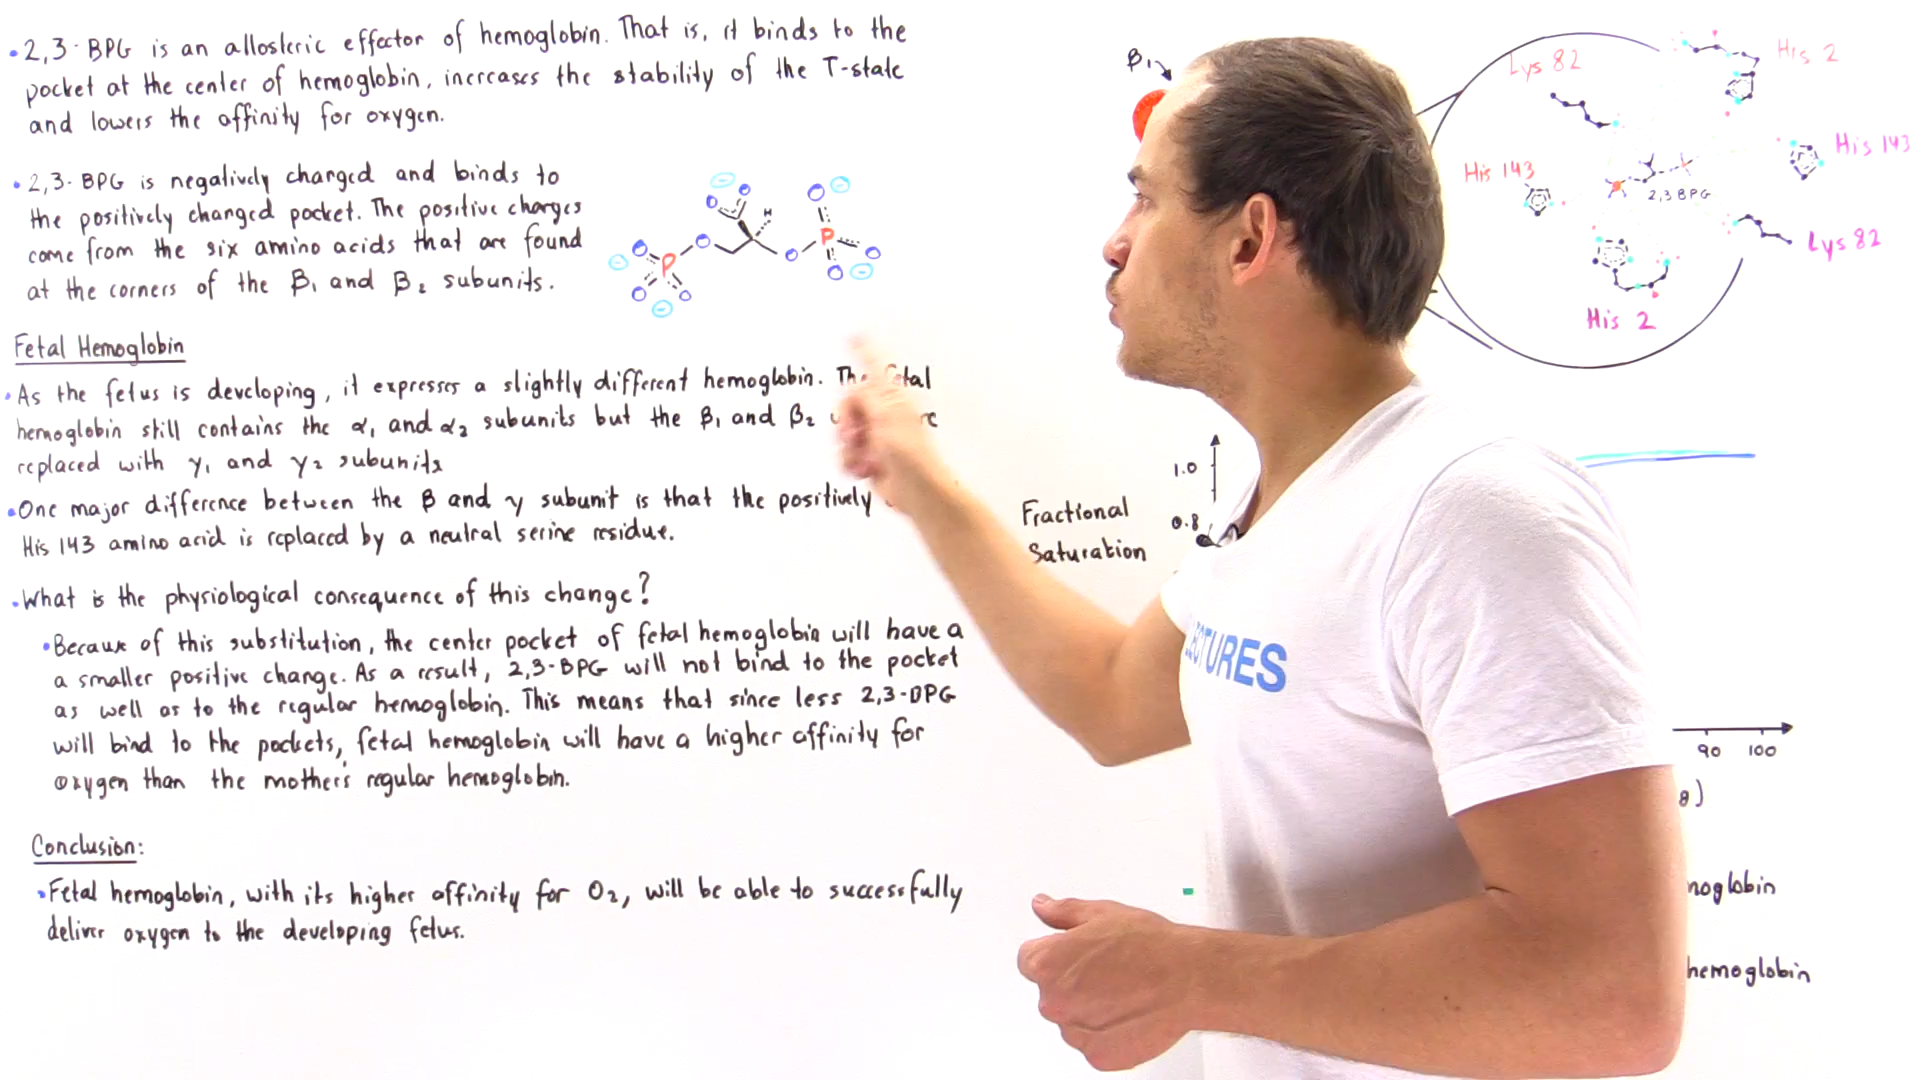 • 2,3-BPG is an allosteric effector of hemoglobin. That is, it binds to the
pocket at the center of hemoglobin, increases the stability of the T-state
and lowers the affinity for oxygen.
• 2,3-BPG is negatively charged and binds to
the positively charged pocket. The positive charges
come from the six amino acids that are found
at the corners of the β1 and β2 subunits.
H
P
P
Fetal Hemoglobin
• As the fetus is developing, it expresses a slightly different hemoglobin. The fetal
hemoglobin still contains the α1 and α2 subunits but the β1 and β2
replaced with γ1 and γ2 subunits
• One major difference between the β and γ subunit is that the positively
His 143 amino acid is replaced by a neutral serine residue.
• What is the physiological consequence of this change?
• Because of this substitution, the center pocket of fetal hemoglobin will have a
a smaller positive change. As a result, 2,3-BPG will not bind to the pocket
as well as to the regular hemoglobin. This means that since less 2,3-BPG
will bind to the pockets, fetal hemoglobin will have a higher affinity for
oxygen than the mother's regular hemoglobin.
Conclusion:
• Fetal hemoglobin, with its higher affinity for O2, will be able to successfully
deliver oxygen to the developing fetus.
β1
Lys 82
His 2
His 143
His 143
2,3 BPG
Lys 82
His 2
1.0
0.8
Fractional
Saturation
LECTURES
90 100
g)
moglobin
hemoglobin